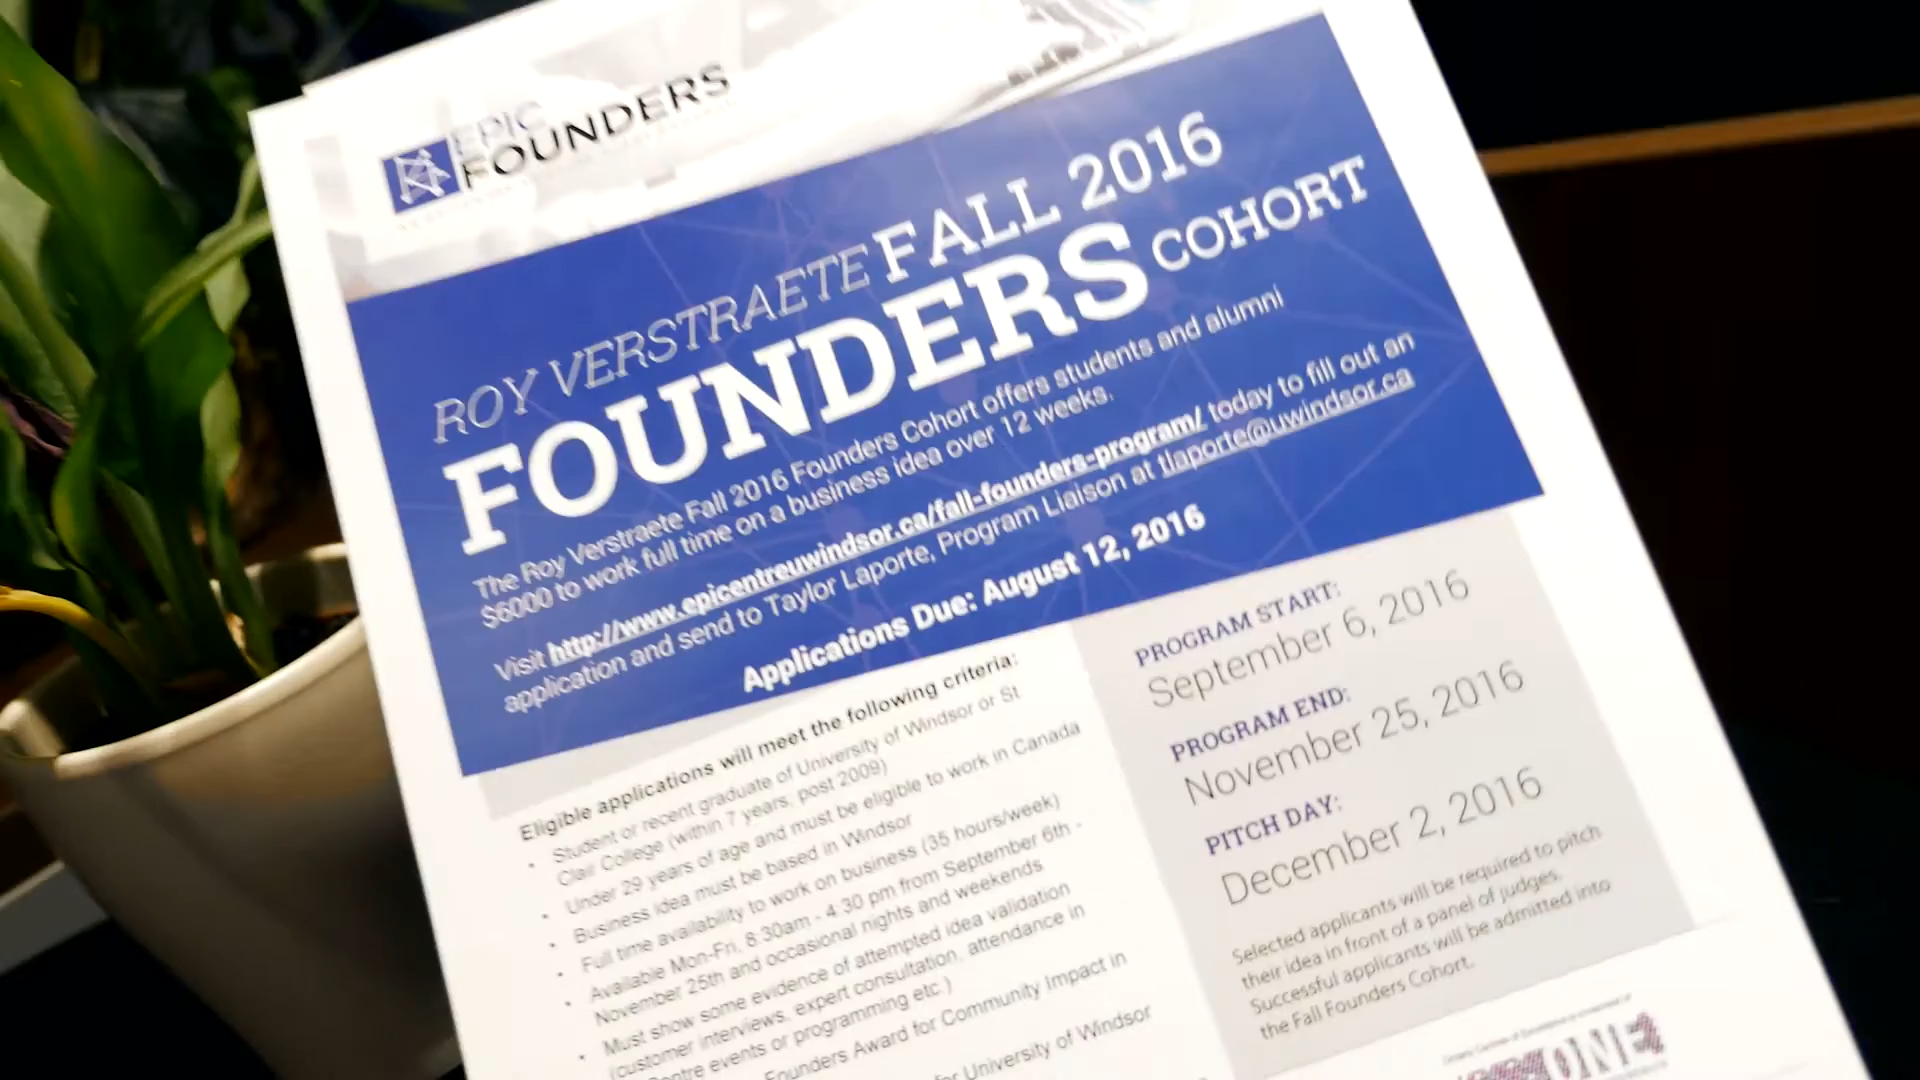 EPIC
FOUNDERS
ROY VERSTRAETE FALL 2016
FOUNDERS COHORT
The Roy Verstraete Fall 2016 Founders Cohort offers students and alumni
$6000 to work full time on a business idea over 12 weeks.
Visit http://www.epicentreuwindsor.ca/fall-founders-program/ today to fill out an
application and send to Taylor Laporte, Program Liaison at tlaporte@uwindsor.ca
Applications Due: August 12, 2016
Eligible applications will meet the following criteria:
• Student or recent graduate of University of Windsor or St
Clair College (within 7 years; post 2009)
• Under 29 years of age and must be eligible to work in Canada
• Business idea must be based in Windsor
• Full time availability to work on business (35 hours/week)
• Available Mon-Fri, 8:30am - 4:30 pm from September 6th -
November 25th and occasional nights and weekends
• Must show some evidence of attempted idea validation
(customer interviews, expert consultation, attendance in
events or programming etc.)
Founders Award for Community Impact in
University of Windsor
PROGRAM START:
September 6, 2016
PROGRAM END:
November 25, 2016
PITCH DAY:
December 2, 2016
Selected applicants will be required to pitch
their idea in front of a panel of judges.
Successful applicants will be admitted into
the Fall Founders Cohort.
ONE